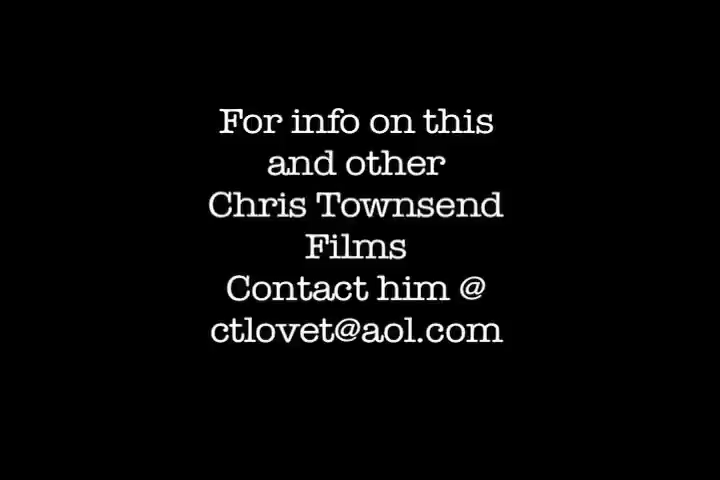 For info on this
and other
Chris Townsend
Films
Contact him @
ctlovet@aol.com